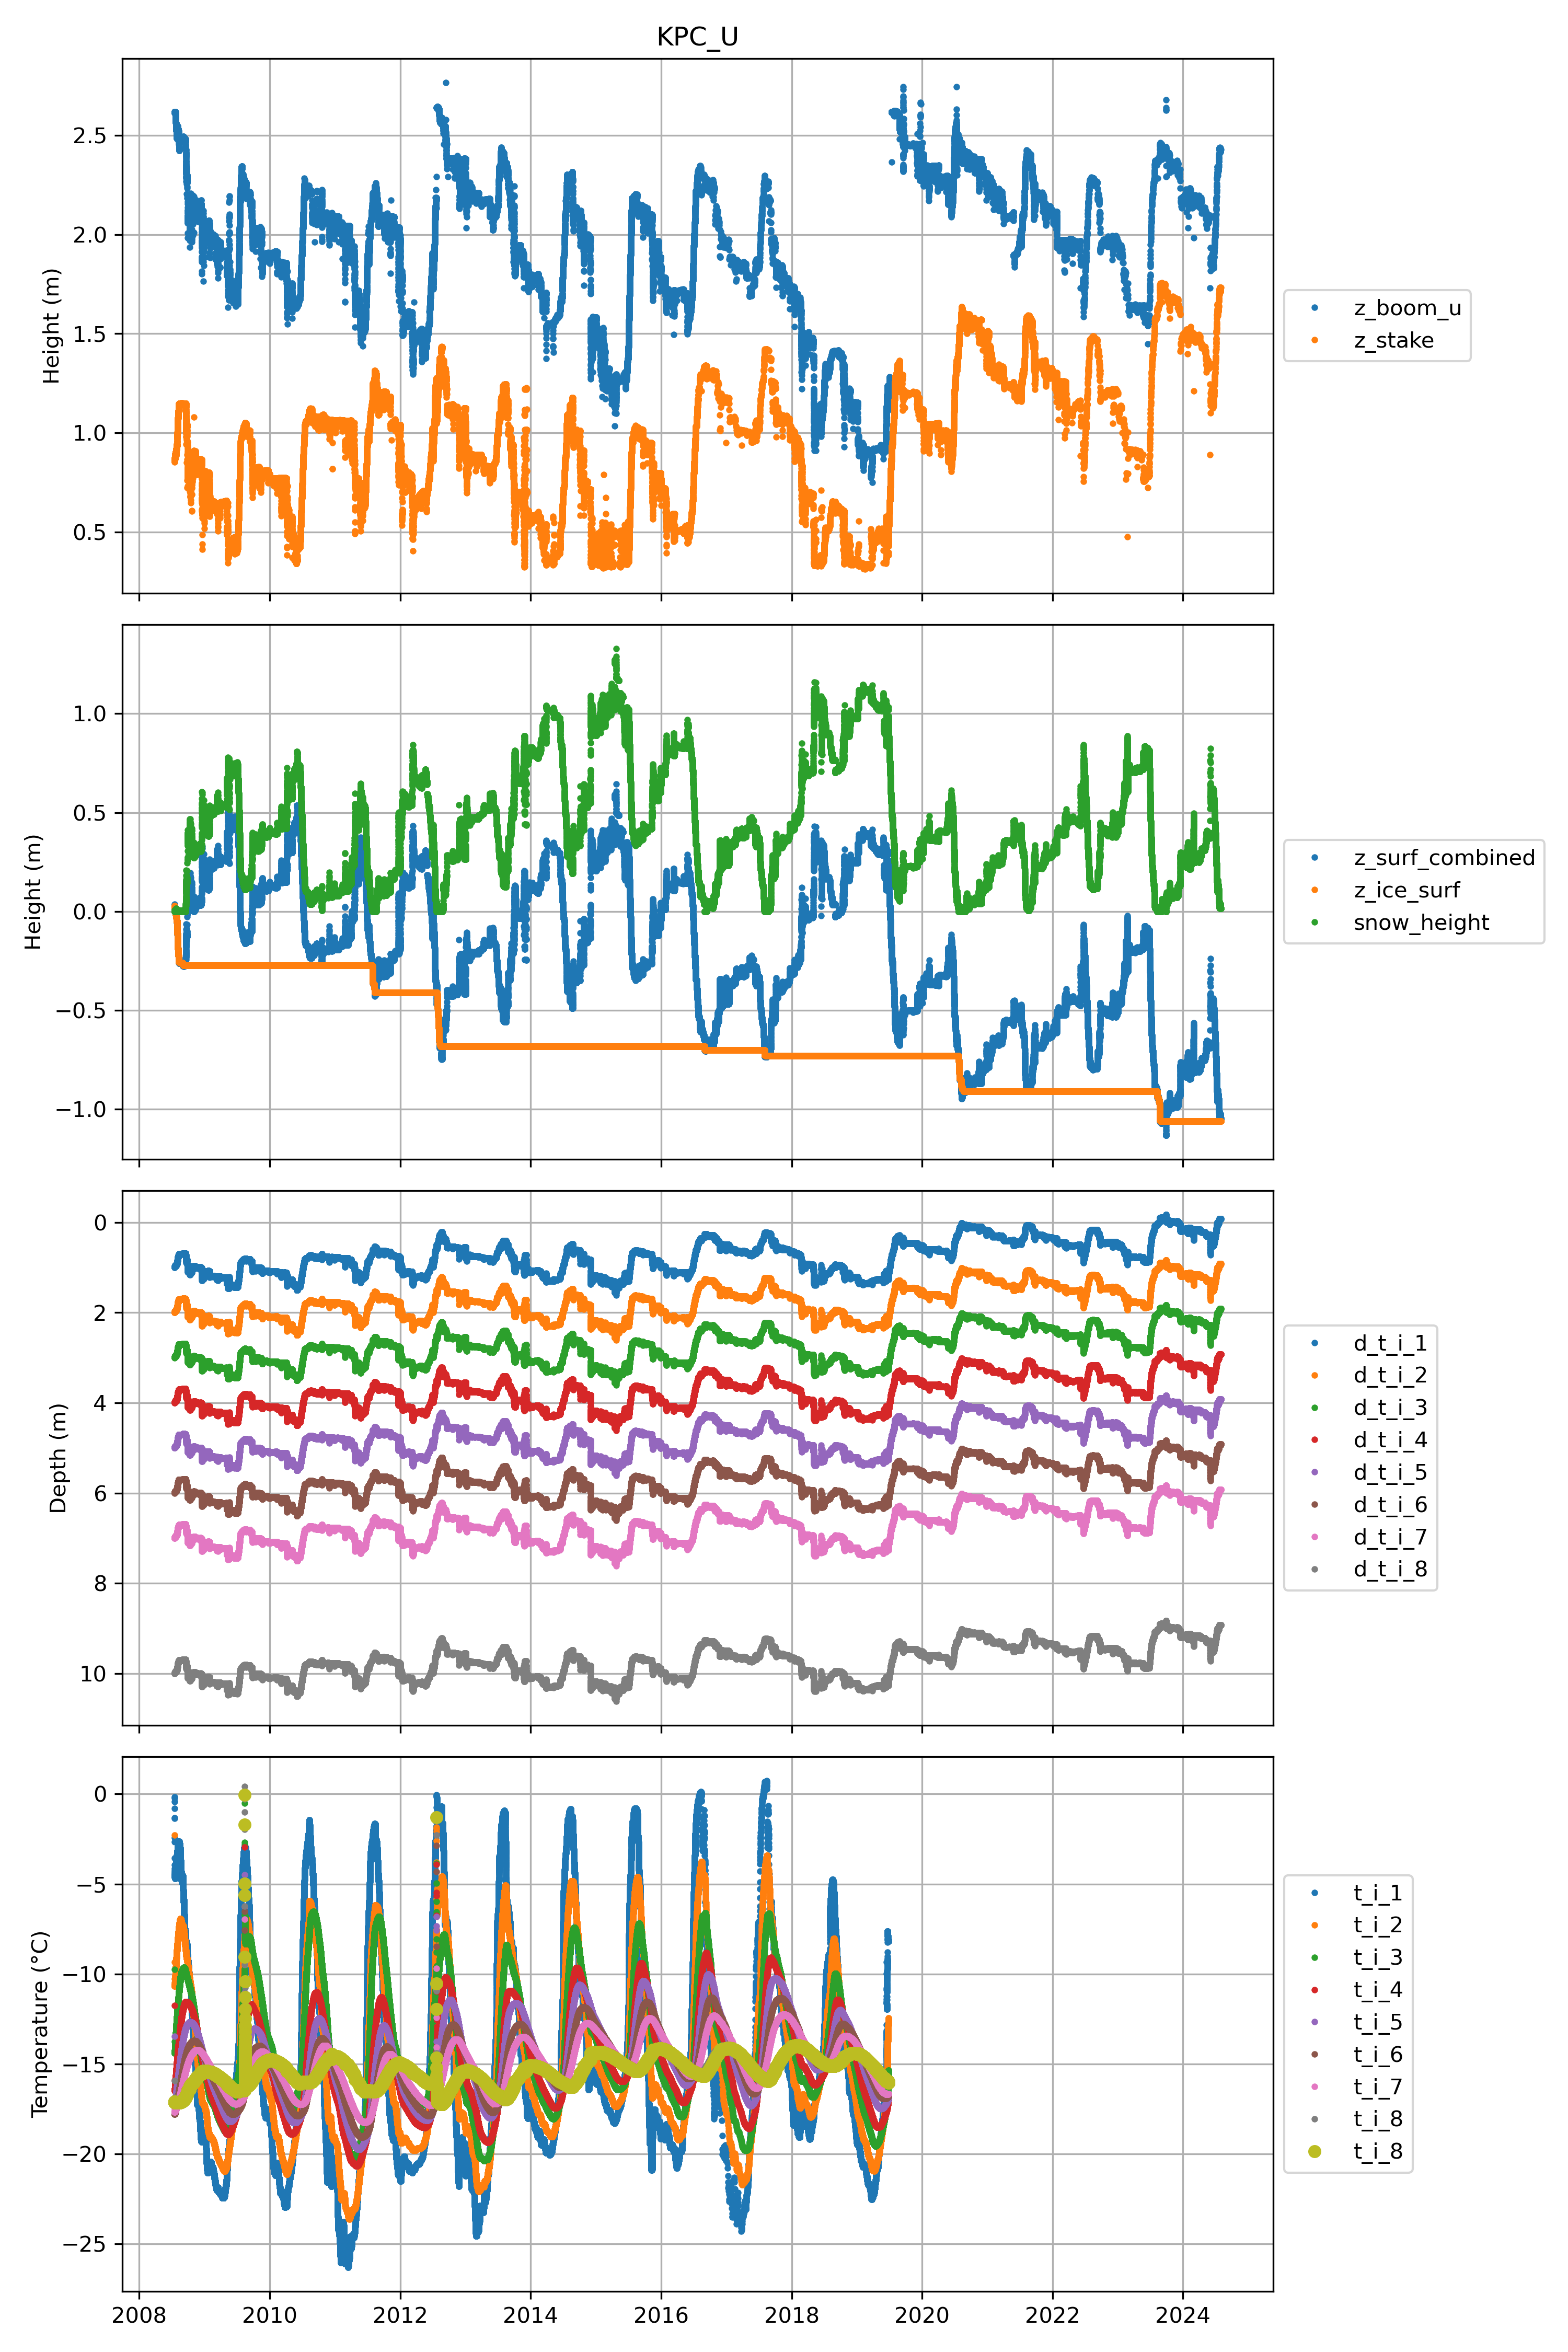 KPC_U
2.5
2.0
1.5
1.0
0.5
Height (m)
z_boom_u
z_stake
1.0
0.5
0.0
−0.5
−1.0
Height (m)
z_surf_combined
z_ice_surf
snow_height
0
2
4
6
8
10
Depth (m)
d_t_i_1
d_t_i_2
d_t_i_3
d_t_i_4
d_t_i_5
d_t_i_6
d_t_i_7
d_t_i_8
0
−5
−10
−15
−20
−25
Temperature (°C)
t_i_1
t_i_2
t_i_3
t_i_4
t_i_5
t_i_6
t_i_7
t_i_8
t_i_8
2008 2010 2012 2014 2016 2018 2020 2022 2024